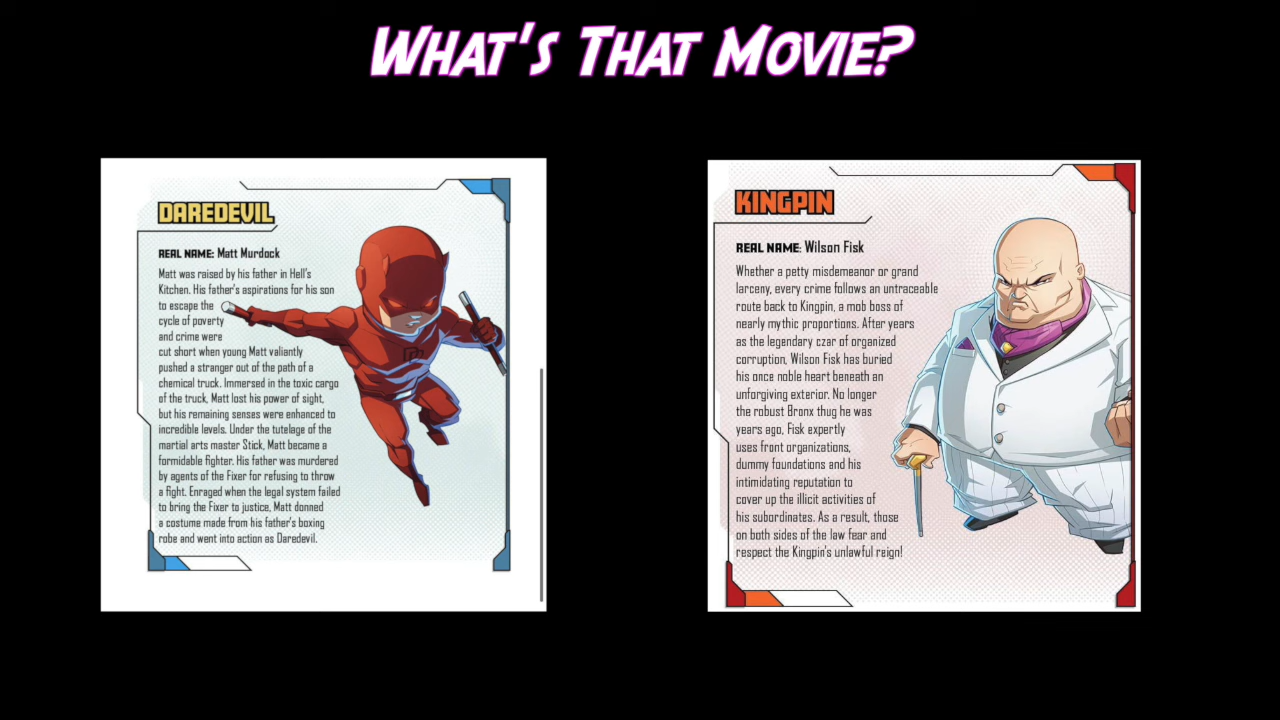 WHAT'S THAT MOVIE?
DAREDEVIL
REAL NAME: Matt Murdock
Matt was raised by his father in Hell's
Kitchen. His father's aspirations for his son
to escape the
cycle of poverty
and crime were
cut short when young Matt valiantly
pushed a stranger out of the path of a
chemical truck. Immersed in the toxic cargo
of the truck, Matt lost his power of sight,
but his remaining senses were enhanced to
incredible levels. Under the tutelage of the
martial arts master Stick, Matt became a
formidable fighter. His father was murdered
by agents of the Fixer for refusing to throw
a fight. Enraged when the legal system failed
to bring the Fixer to justice, Matt donned
a costume made from his father's boxing
robe and went into action as Daredevil.
KINGPIN
REAL NAME: Wilson Fisk
Whether a petty misdemeanor or grand
larceny, every crime follows an untraceable
route back to Kingpin, a mob boss of
nearly mythic proportions. After years
as the legendary czar of organized
corruption, Wilson Fisk has buried
his once noble heart beneath an
unforgiving exterior. No longer
the robust Bronx thug he was
years ago, Fisk expertly
uses front organizations,
dummy foundations and his
intimidating reputation to
cover up the illicit activities of
his subordinates. As a result, those
on both sides of the law fear and
respect the Kingpin's unlawful reign!